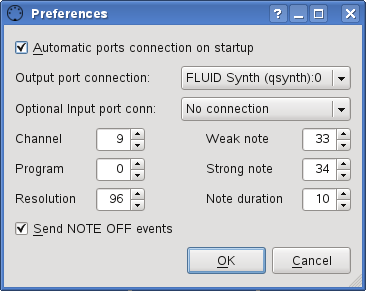 Preferences
Automatic ports connection on startup
Output port connection: FLUID Synth (qsynth):0
Optional Input port conn: No connection
Channel 9 Weak note 33
Program 0 Strong note 34
Resolution 96 Note duration 10
Send NOTE OFF events
OK Cancel